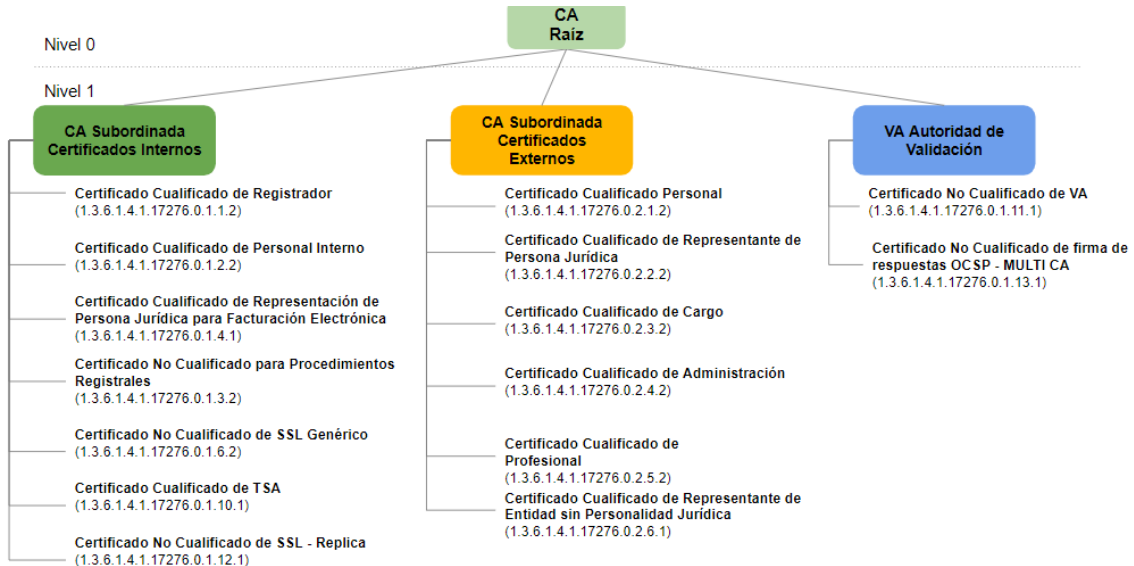 CA
Raíz
Nivel 0
Nivel 1
CA Subordinada
Certificados Internos
Certificado Cualificado de Registrador
(1.3.6.1.4.1.17276.0.1.1.2)
Certificado Cualificado de Personal Interno
(1.3.6.1.4.1.17276.0.1.2.2)
Certificado Cualificado de Representación de
Persona Jurídica para Facturación Electrónica
(1.3.6.1.4.1.17276.0.1.4.1)
Certificado No Cualificado para Procedimientos
Registrales
(1.3.6.1.4.1.17276.0.1.3.2)
Certificado No Cualificado de SSL Genérico
(1.3.6.1.4.1.17276.0.1.6.2)
Certificado Cualificado de TSA
(1.3.6.1.4.1.17276.0.1.10.1)
Certificado No Cualificado de SSL - Replica
(1.3.6.1.4.1.17276.0.1.12.1)
CA Subordinada
Certificados
Externos
Certificado Cualificado Personal
(1.3.6.1.4.1.17276.0.2.1.2)
Certificado Cualificado de Representante de
Persona Jurídica
(1.3.6.1.4.1.17276.0.2.2.2)
Certificado Cualificado de Cargo
(1.3.6.1.4.1.17276.0.2.3.2)
Certificado Cualificado de Administración
(1.3.6.1.4.1.17276.0.2.4.2)
Certificado Cualificado de
Profesional
(1.3.6.1.4.1.17276.0.2.5.2)
Certificado Cualificado de Representante de
Entidad sin Personalidad Jurídica
(1.3.6.1.4.1.17276.0.2.6.1)
VA Autoridad de
Validación
Certificado No Cualificado de VA
(1.3.6.1.4.1.17276.0.1.11.1)
Certificado No Cualificado de firma de
respuestas OCSP - MULTI CA
(1.3.6.1.4.1.17276.0.1.13.1)